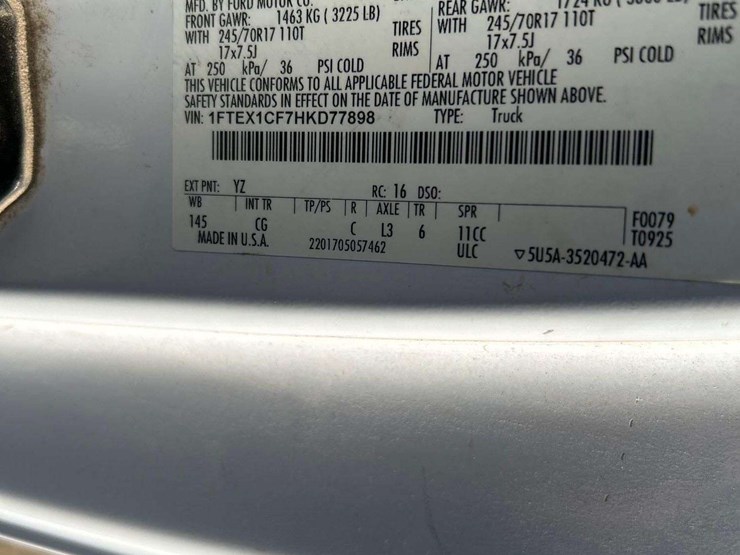 MFD. BY FORD MOTOR CO.
FRONT GAWR: 1463 KG ( 3225 LB) REAR GAWR:
WITH 245/70R17 110T TIRES WITH 245/70R17 110T TIRES
17x7.5J RIMS 17x7.5J RIMS
AT 250 kPa/ 36 PSI COLD AT 250 kPa/ 36 PSI COLD
THIS VEHICLE CONFORMS TO ALL APPLICABLE FEDERAL MOTOR VEHICLE
SAFETY STANDARDS IN EFFECT ON THE DATE OF MANUFACTURE SHOWN ABOVE.
VIN: 1FTEX1CF7HKD77898 TYPE: Truck
EXT PNT: YZ RC: 16 DSO:
WB INT TR TP/PS R AXLE TR SPR
145 CG C L3 6 11CC F0079
MADE IN U.S.A. 2201705057462 ULC T0925
▽5U5A-3520472-AA